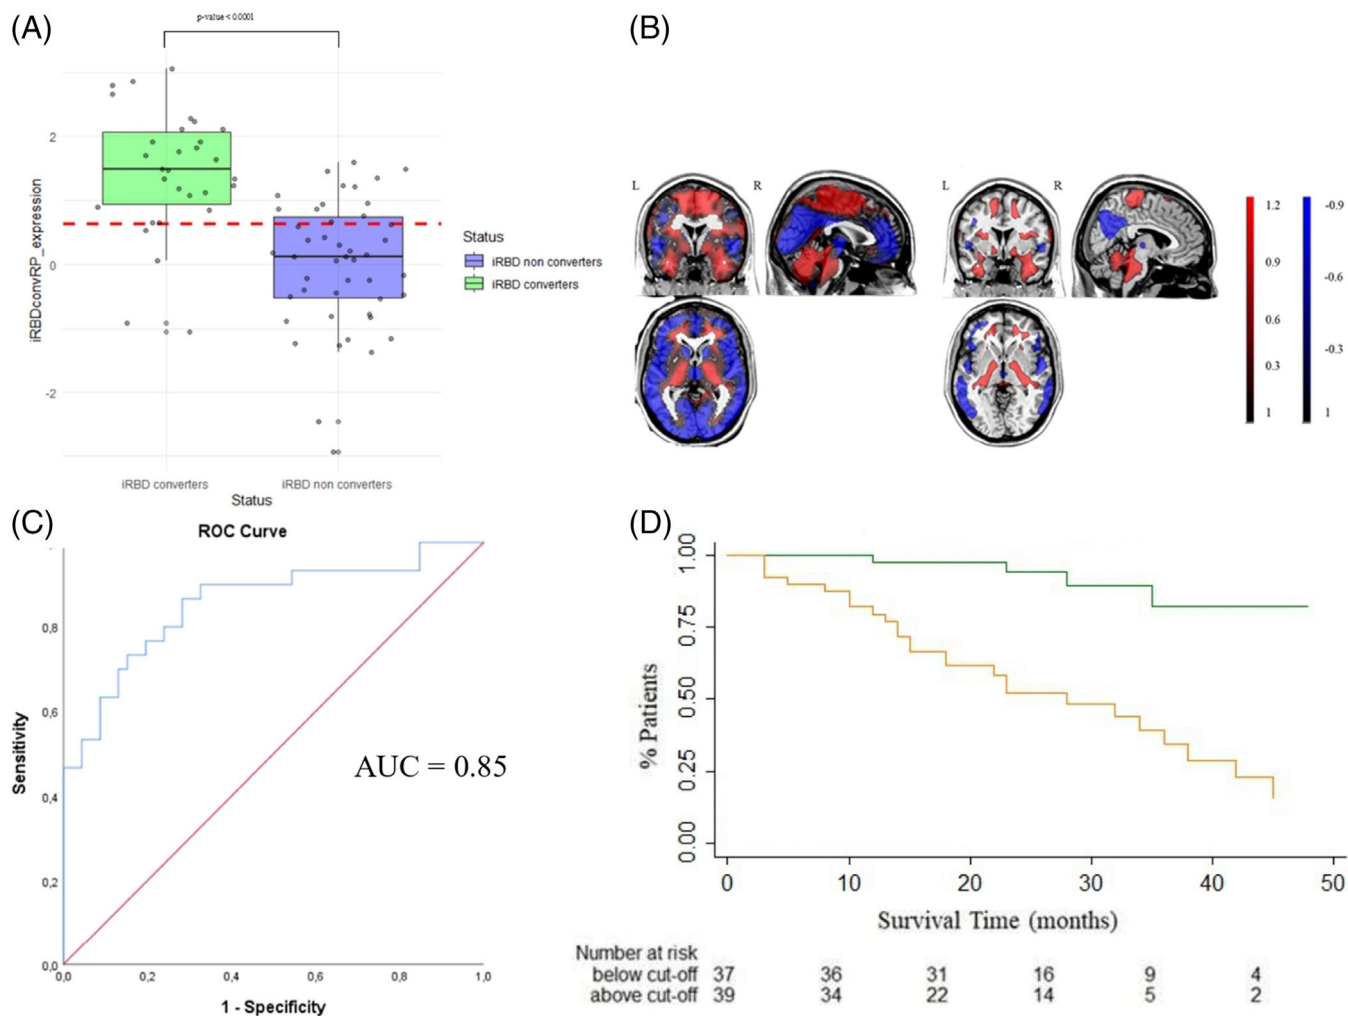 (A)
p-value < 0.0001
2
0
-2
iRBDconvRP_expression
iRBD converters
iRBD non converters
Status
Status
iRBD non converters
iRBD converters
(B)
L
R
L
R
1.2
0.9
0.6
0.3
1
-0.9
-0.6
-0.3
1
(C)
ROC Curve
Sensitivity
0,8
0,6
0,4
0,2
0,0
0,0
0,2
0,4
0,6
0,8
1,0
1 - Specificity
AUC = 0.85
(D)
% Patients
1.00
0.75
0.50
0.25
0.00
0
10
20
30
40
50
Survival Time (months)
Number at risk
below cut-off 37 36 31 16 9 4
above cut-off 39 34 22 14 5 2